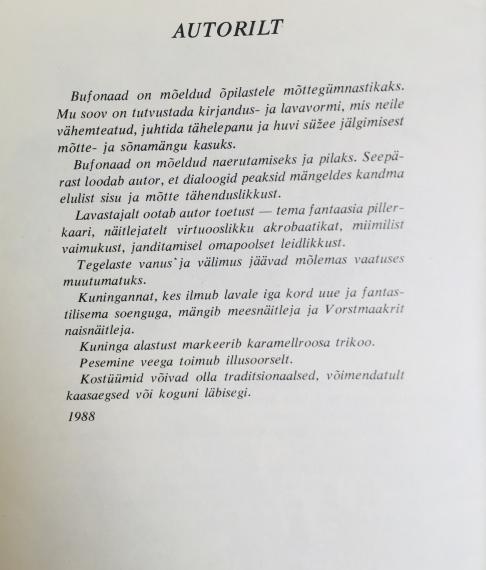 AUTORILT
Bufonaad on mõeldud õpilastele mõttegümnastikaks.
Mu soov on tutvustada kirjandus- ja lavavormi, mis neile
vähemteatud, juhtida tähelepanu ja huvi süžee jälgimisest
mõtte- ja sõnamängu kasuks.
Bufonaad on mõeldud naerutamiseks ja pilaks. Seepä-
rast loodab autor, et dialoogid peaksid mängeldes kandma
elulist sisu ja mõtte tähenduslikkust.
Lavastajalt ootab autor toetust — tema fantaasia piller-
kaari, näitlejatelt virtuooslikku akrobaatikat, miimilist
vaimukust, janditamisel omapoolset leidlikkust.
Tegelaste vanus ja välimus jäävad mõlemas vaatuses
muutumatuks.
Kuningannat, kes ilmub lavale iga kord uue ja fantas-
tilisema soenguga, mängib meesnäitleja ja Vorstmaakrit
naisnäitleja.
Kuninga alastust markeerib karamellroosa trikoo.
Pesemine veega toimub illusoorselt.
Kostüümid võivad olla traditsionaalsed, võimendatult
kaasaegsed või koguni läbisegi.
1988